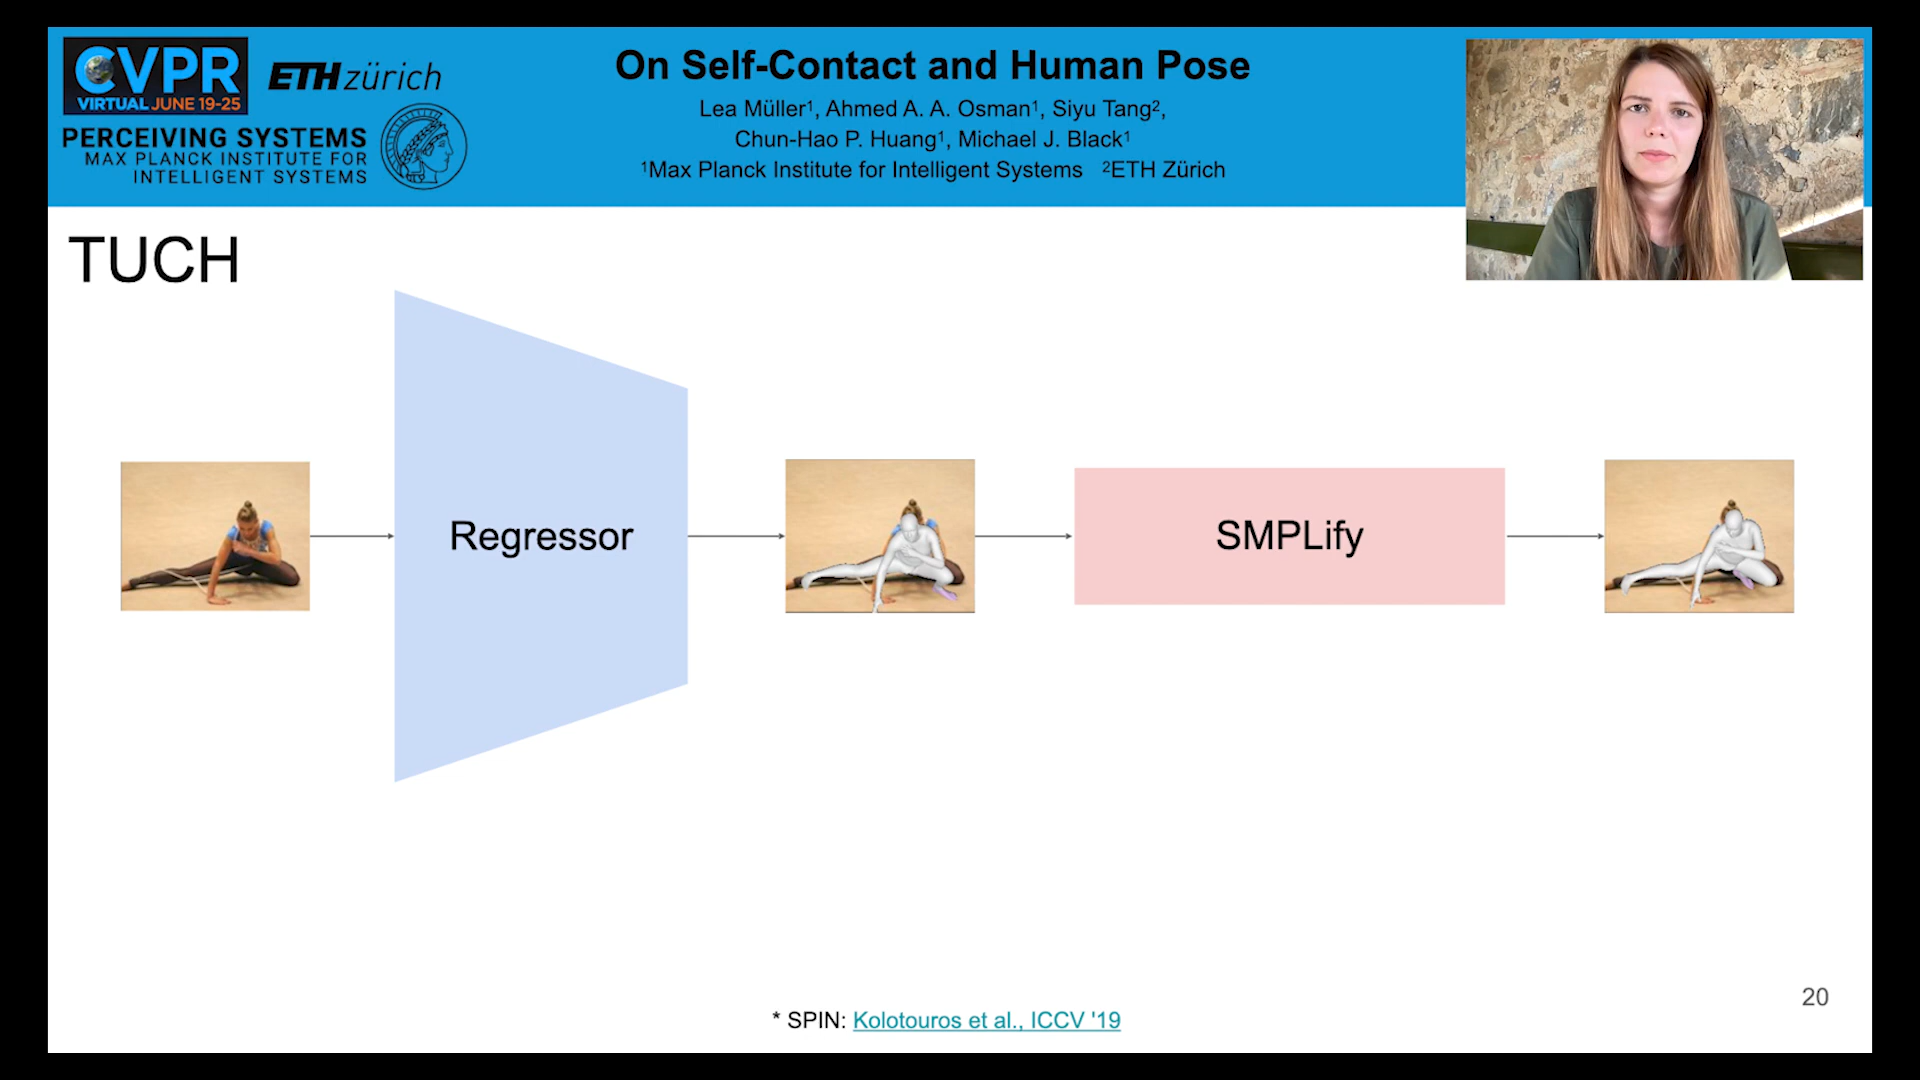 CVPR
VIRTUAL JUNE 19-25
ETH zürich
PERCEIVING SYSTEMS
MAX PLANCK INSTITUTE FOR
INTELLIGENT SYSTEMS
On Self-Contact and Human Pose
Lea Müller¹, Ahmed A. A. Osman¹, Siyu Tang²,
Chun-Hao P. Huang¹, Michael J. Black¹
¹Max Planck Institute for Intelligent Systems ²ETH Zürich
TUCH
Regressor
SMPLify
20
* SPIN: Kolotouros et al., ICCV '19